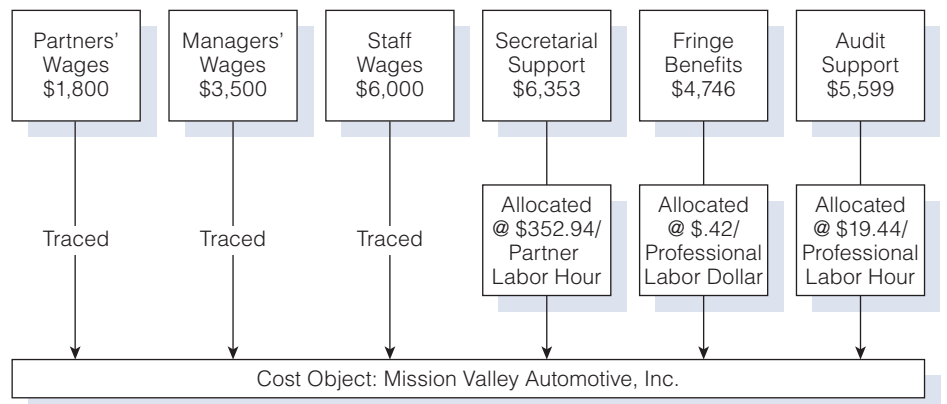 Partners'
Wages
$1,800
Managers'
Wages
$3,500
Staff
Wages
$6,000
Secretarial
Support
$6,353
Fringe
Benefits
$4,746
Audit
Support
$5,599
Traced
Traced
Traced
Allocated
@ $352.94/
Partner
Labor Hour
Allocated
@ $.42/
Professional
Labor Dollar
Allocated
@ $19.44/
Professional
Labor Hour
Cost Object: Mission Valley Automotive, Inc.